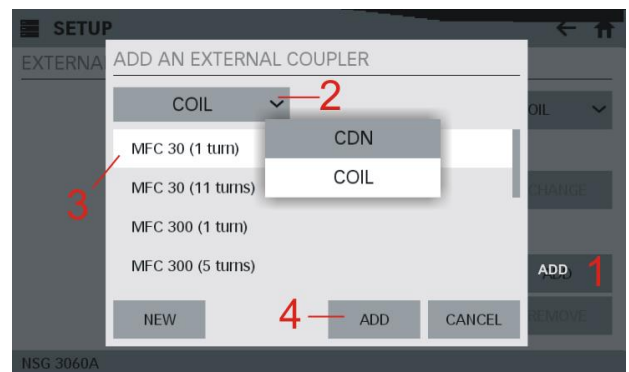 SETUP
EXTERNA
ADD AN EXTERNAL COUPLER
COIL
2
OIL
CDN
COIL
MFC 30 (1 turn)
3
MFC 30 (11 turns)
CHANGE
MFC 300 (1 turn)
MFC 300 (5 turns)
ADD
1
NEW
4
ADD
CANCEL
REMOVE
NSG 3060A